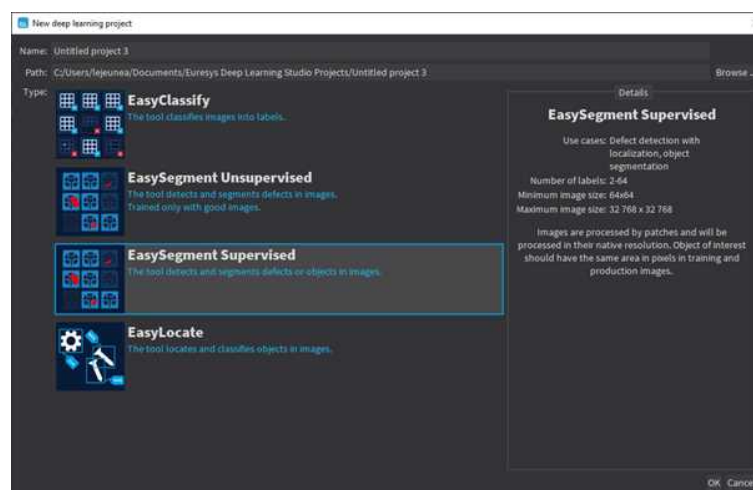 New deep learning project
Name: Untitled project 3
Path: C:/Users/lejeunea/Documents/Euresys Deep Learning Studio Projects/Untitled project 3 Browse ..
Type:
EasyClassify
The tool classifies images into labels.
EasySegment Unsupervised
The tool detects and segments defects in images.
Trained only with good images.
EasySegment Supervised
The tool detects and segments defects or objects in images.
EasyLocate
The tool locates and classifies objects in images.
Details
EasySegment Supervised
Use cases: Defect detection with
localization, object
segmentation
Number of labels: 2-64
Minimum image size: 64x64
Maximum image size: 32 768 x 32 768
Images are processed by patches and will be
processed in their native resolution. Object of interest
should have the same area in pixels in training and
production images.
OK Cancel